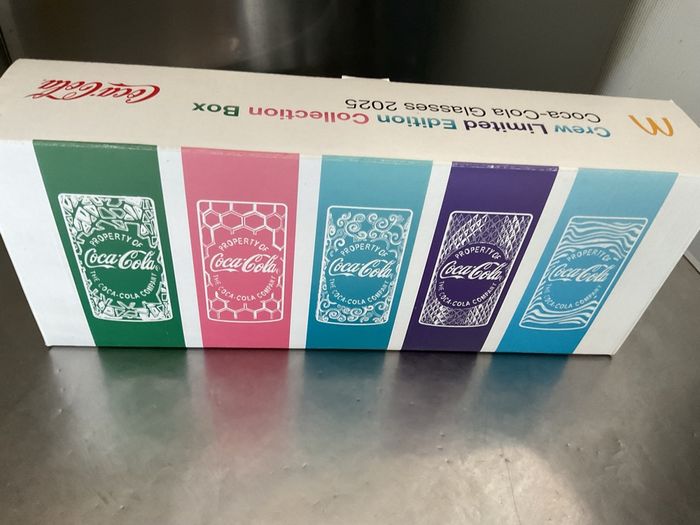 Crew Limited Edition Collection Box
Coca-Cola Glasses 2025
Coca-Cola
PROPERTY OF
Coca-Cola
THE COCA-COLA COMPANY
PROPERTY OF
Coca-Cola
THE COCA-COLA COMPANY
PROPERTY OF
Coca-Cola
THE COCA-COLA COMPANY
PROPERTY OF
Coca-Cola
THE COCA-COLA COMPANY
PROPERTY OF
Coca-Cola
THE COCA-COLA COMPANY